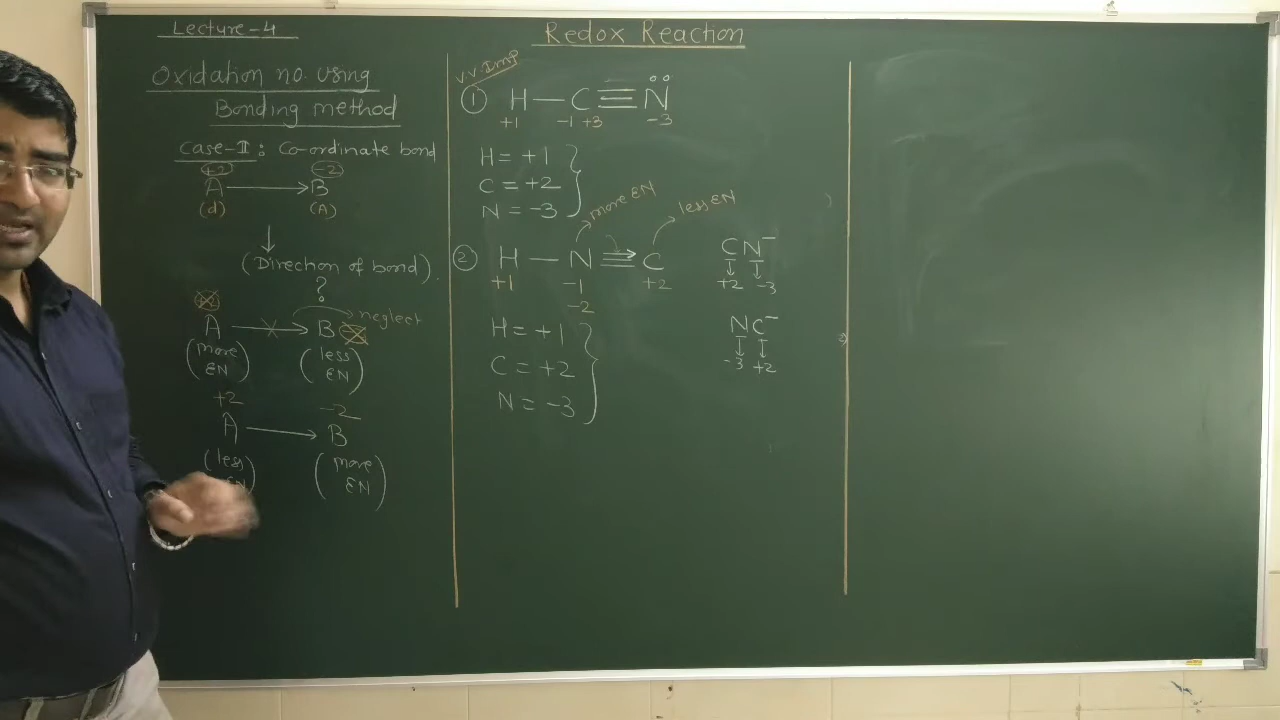 Lecture-4
Redox Reaction
Oxidation no. using
Bonding method
Case-II: Co-ordinate bond
+2 -2
A → B
(d) (A)
↓
(Direction of bond).
?
A → B neglect
(more EN) (less EN)
+2 -2
A → B
(less EN) (more EN)
V.V.Imp
① H — C ≡ N
+1 -1 +3 -3
H = +1
C = +2
N = -3
more EN less EN
② H — N ≡ C
+1 -1 +2
-2
H = +1
C = +2
N = -3
CN⁻
+2 -3
NC⁻
-3 +2